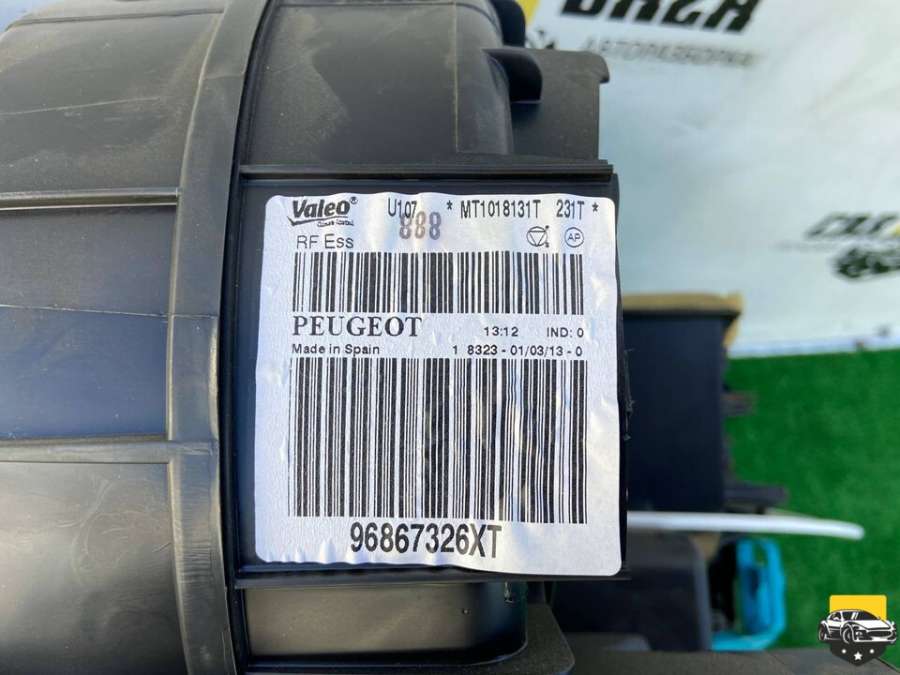 Valeo® U107 * MT1018131T 231T *
888
RF Ess AP
PEUGEOT 13:12 IND: 0
Made in Spain 1 8323 - 01/03/13 - 0
96867326XT